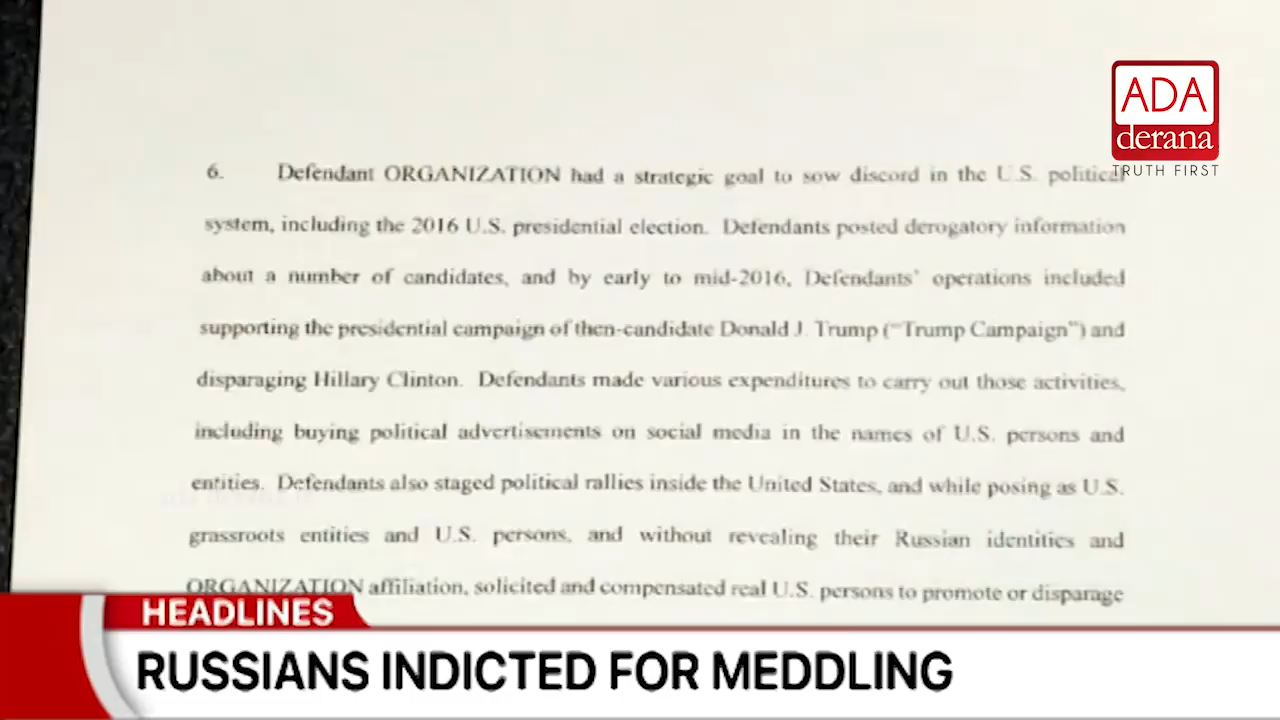 ADA
derana
TRUTH FIRST
6. Defendant ORGANIZATION had a strategic goal to sow discord in the U.S. political
system, including the 2016 U.S. presidential election. Defendants posted derogatory information
about a number of candidates, and by early to mid-2016, Defendants' operations included
supporting the presidential campaign of then-candidate Donald J. Trump ("Trump Campaign") and
disparaging Hillary Clinton. Defendants made various expenditures to carry out those activities,
including buying political advertisements on social media in the names of U.S. persons and
entities. Defendants also staged political rallies inside the United States, and while posing as U.S.
grassroots entities and U.S. persons, and without revealing their Russian identities and
ORGANIZATION affiliation, solicited and compensated real U.S. persons to promote or disparage
HEADLINES
RUSSIANS INDICTED FOR MEDDLING